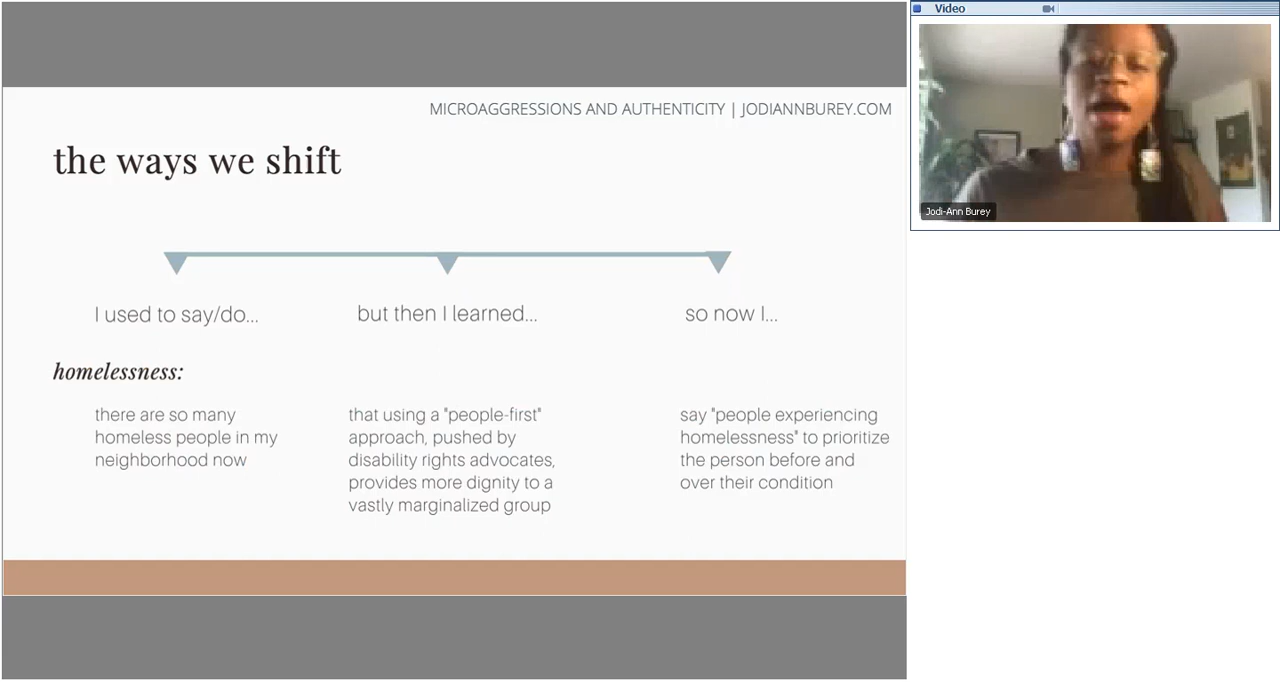 Video
MICROAGGRESSIONS AND AUTHENTICITY | JODIANNBUREY.COM
the ways we shift
Jodi-Ann Burey
I used to say/do...
but then I learned...
so now I...
homelessness:
there are so many
homeless people in my
neighborhood now
that using a "people-first"
approach, pushed by
disability rights advocates,
provides more dignity to a
vastly marginalized group
say "people experiencing
homelessness" to prioritize
the person before and
over their condition